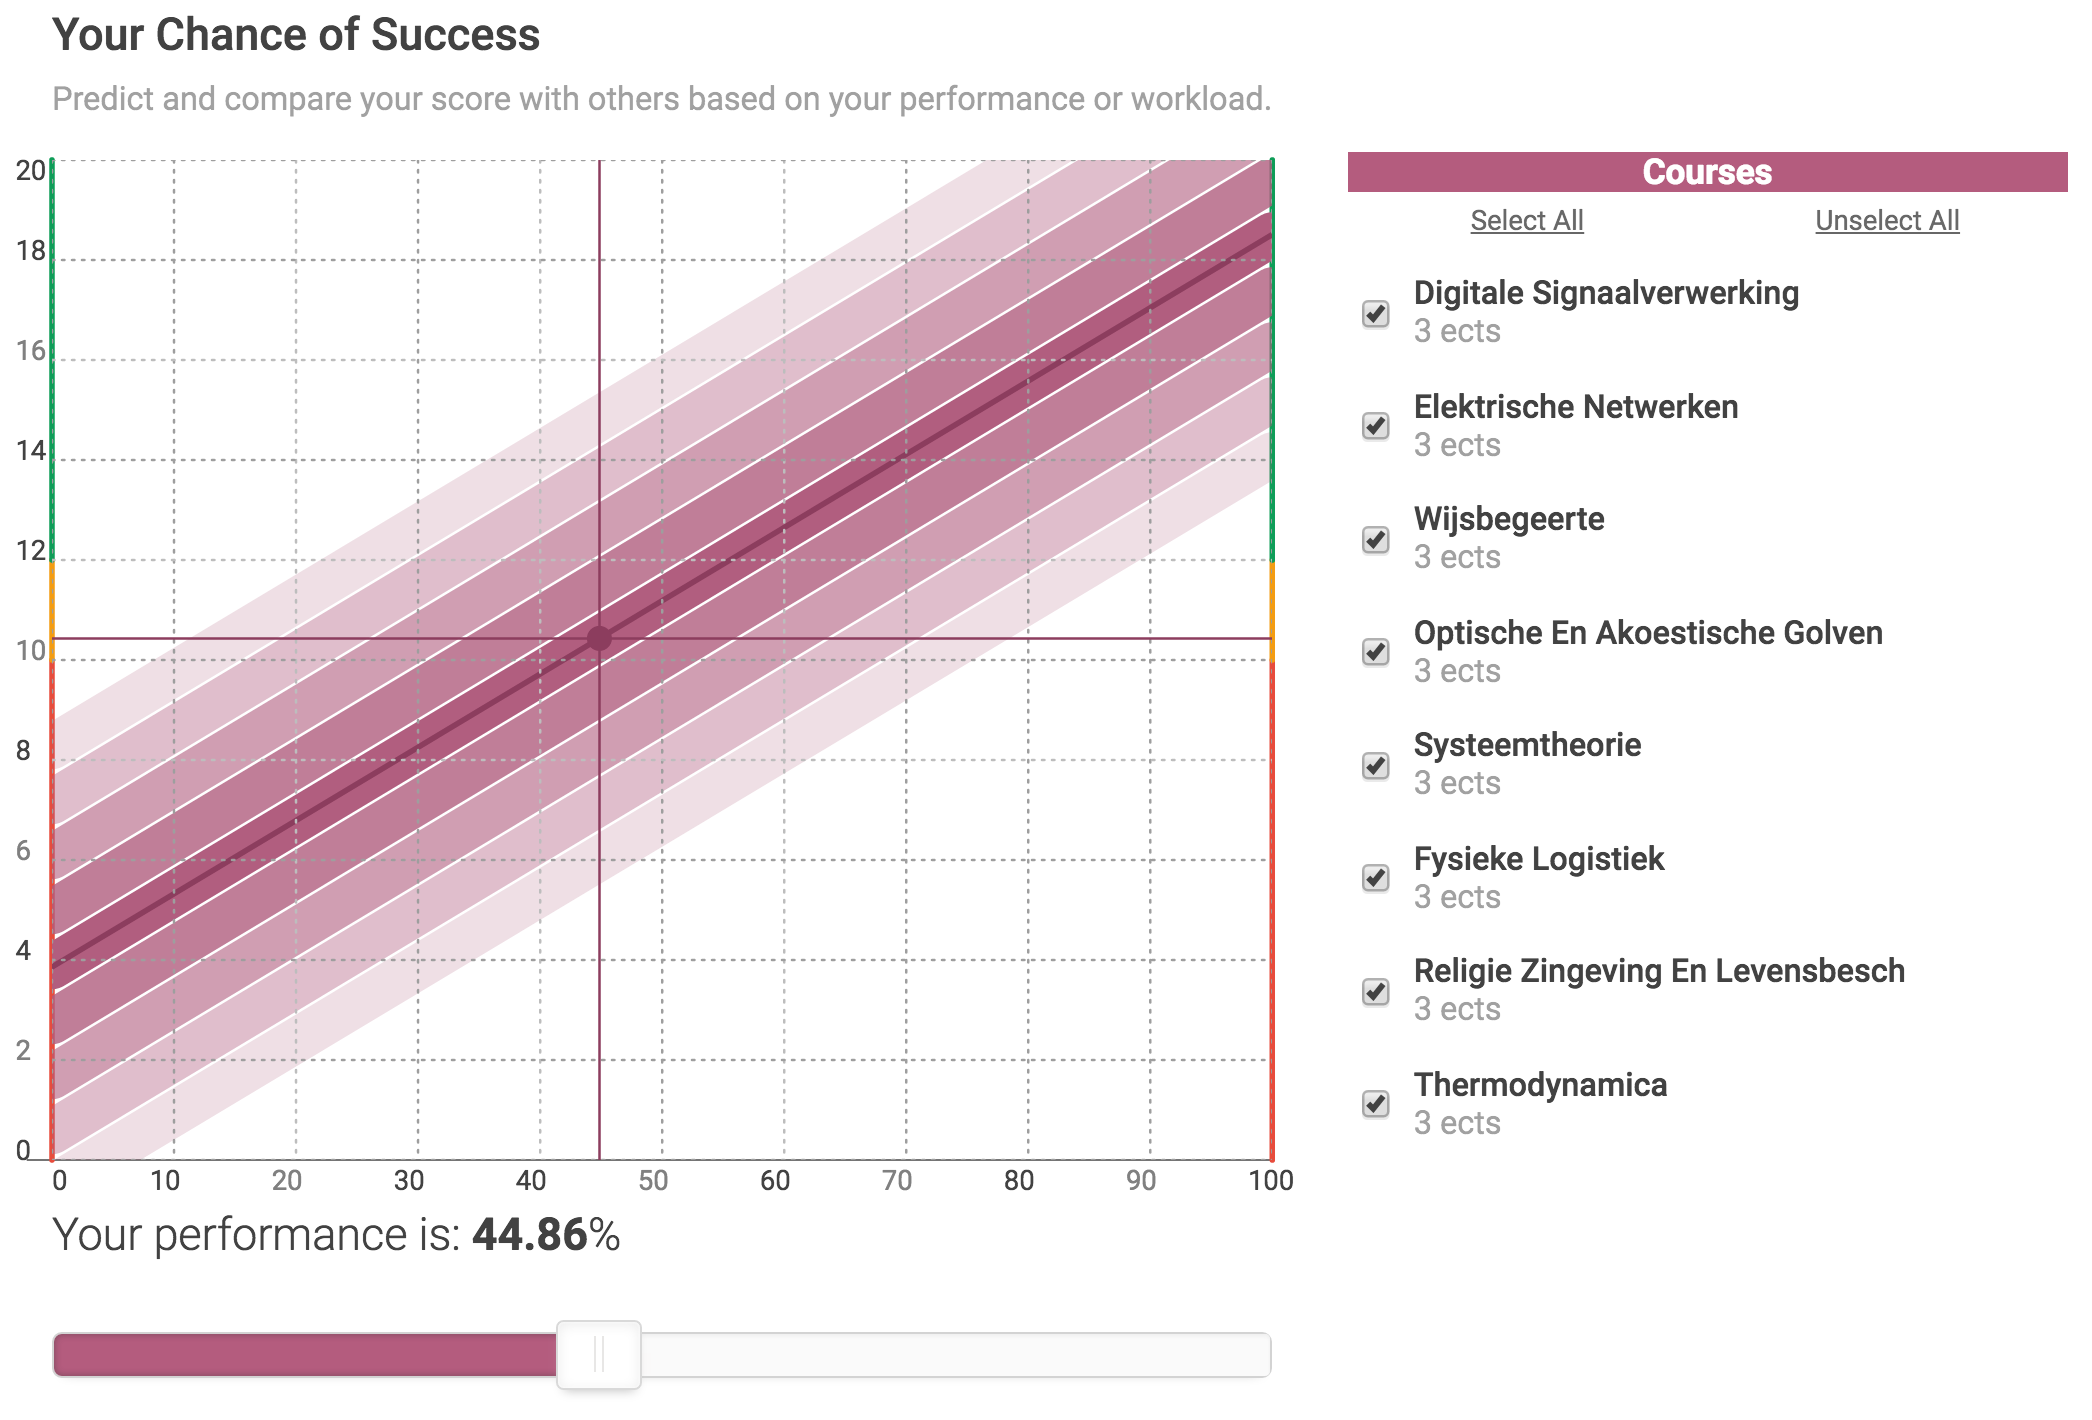 Your Chance of Success
Predict and compare your score with others based on your performance or workload.
20
18
16
14
12
10
8
6
4
2
0
0 10 20 30 40 50 60 70 80 90 100
Your performance is: 44.86%
Courses
Select All Unselect All
Digitale Signaalverwerking
3 ects
Elektrische Netwerken
3 ects
Wijsbegeerte
3 ects
Optische En Akoestische Golven
3 ects
Systeemtheorie
3 ects
Fysieke Logistiek
3 ects
Religie Zingeving En Levensbesch
3 ects
Thermodynamica
3 ects